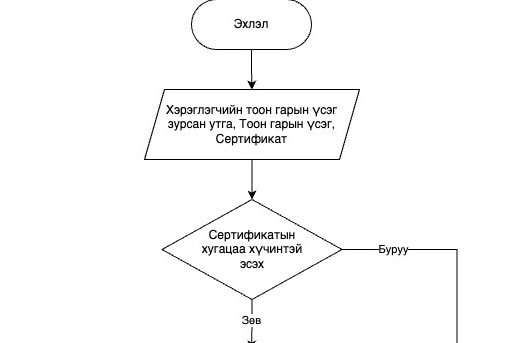 Эхлэл
Хэрэглэгчийн тоон гарын үсэг
зурсан утга, Тоон гарын үсэг,
Сертификат
Сертификатын
хугацаа хүчинтэй
эсэх
Буруу
Зөв